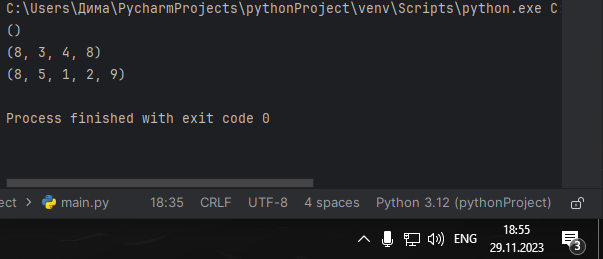 C:\Users\Дима\PycharmProjects\pythonProject\venv\Scripts\python.exe C
()
(8, 3, 4, 8)
(8, 5, 1, 2, 9)
Process finished with exit code 0
ect > main.py 18:35 CRLF UTF-8 4 spaces Python 3.12 (pythonProject)
ENG 18:55
29.11.2023 3